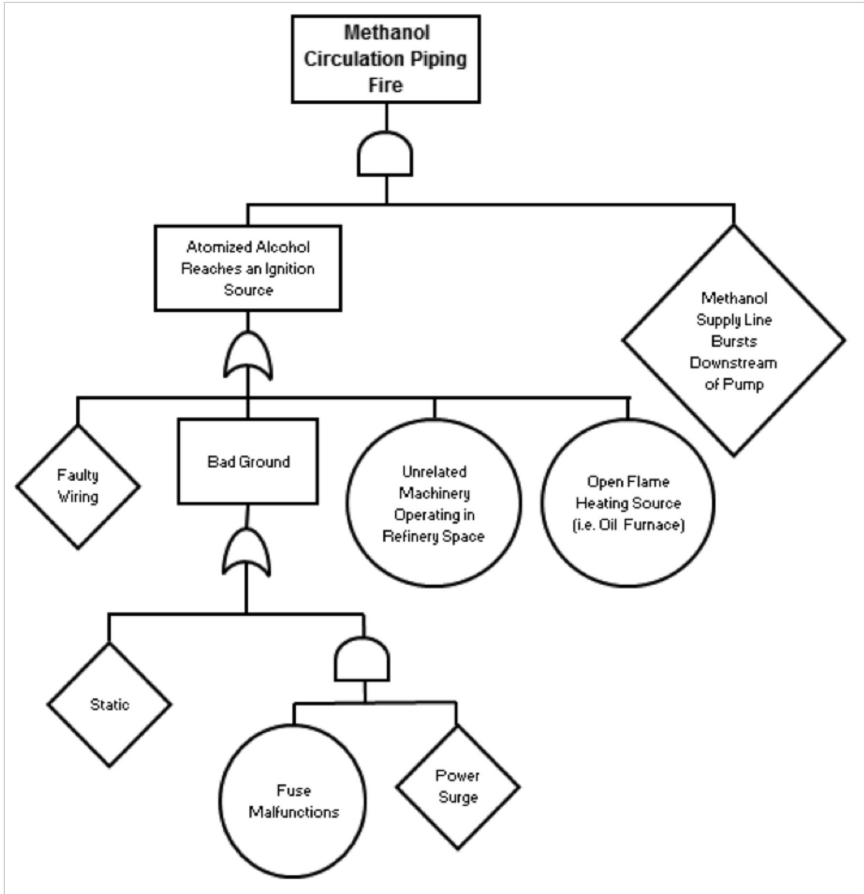 Methanol
Circulation Piping
Fire
Atomized Alcohol
Reaches an Ignition
Source
Methanol
Supply Line
Bursts
Downstream
of Pump
Faulty
Wiring
Bad Ground
Unrelated
Machinery
Operating in
Refinery Space
Open Flame
Heating Source
(i.e. Oil Furnace)
Static
Fuse
Malfunctions
Power
Surge